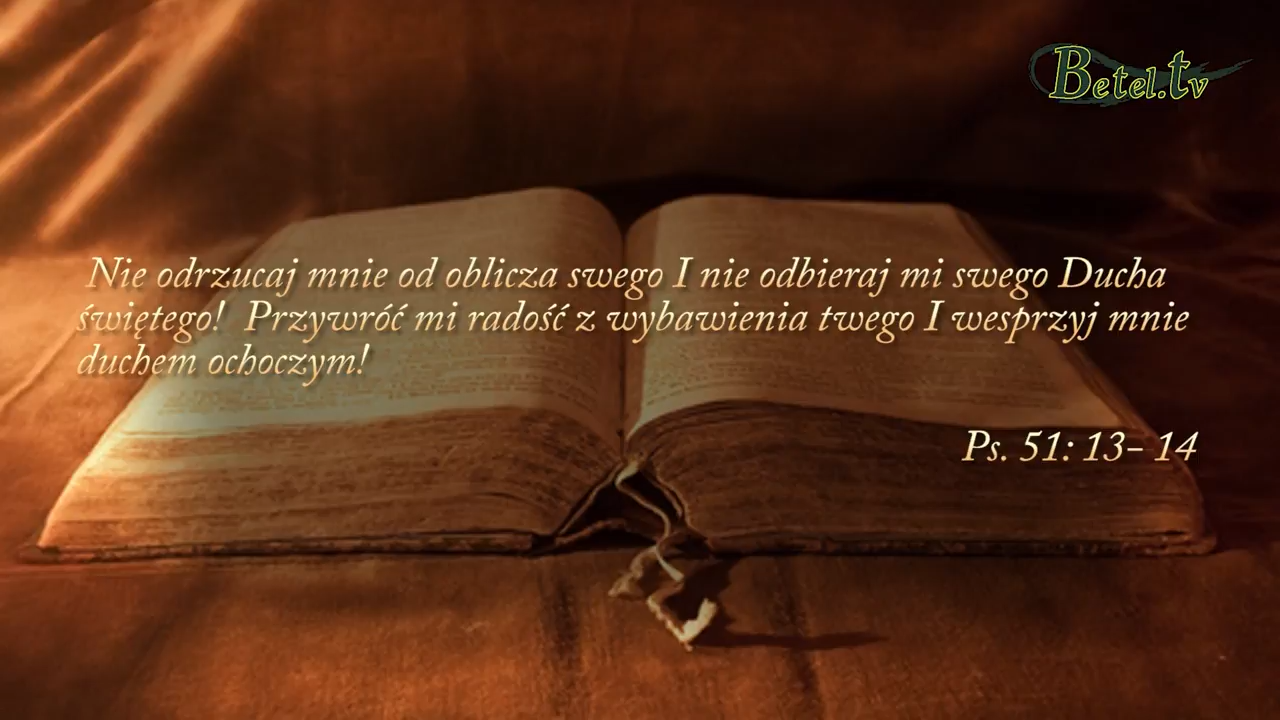 Betel.tv
Nie odrzucaj mnie od oblicza swego I nie odbieraj mi swego Ducha
świętego!  Przywróć mi radość z wybawienia twego I wesprzyj mnie
duchem ochoczym!
Ps. 51: 13- 14